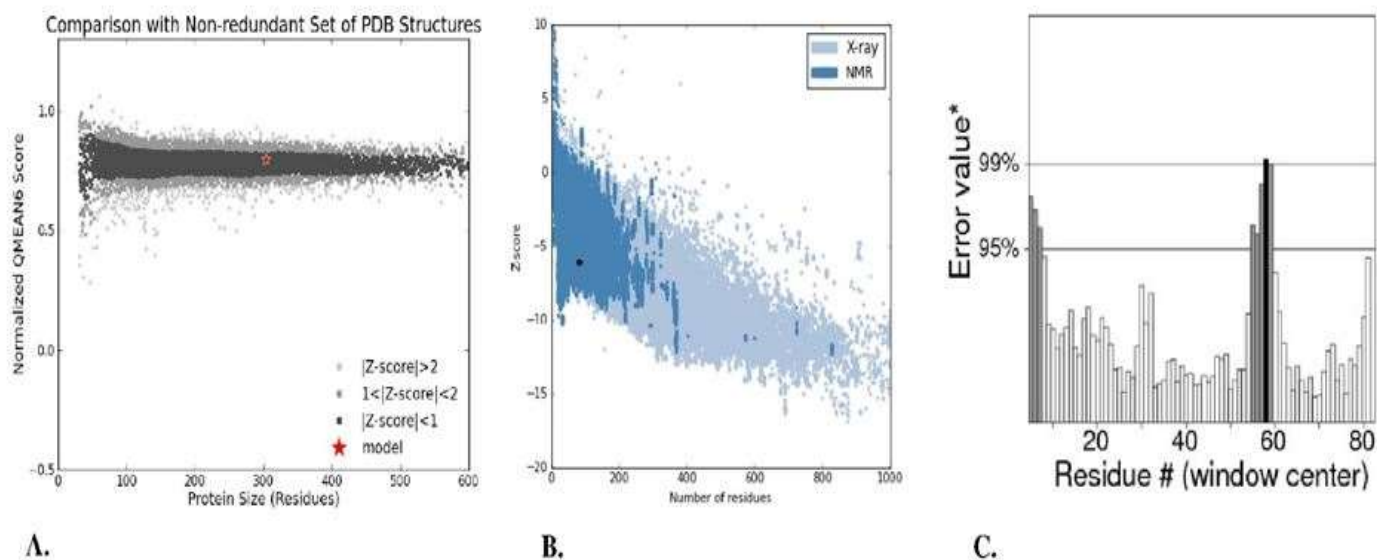 Comparison with Non-redundant Set of PDB Structures
Normalized QMEAN6 Score
1.0
0.5
0.0
−0.5
|Z-score|>2
1<|Z-score|<2
|Z-score|<1
model
0 100 200 300 400 500 600
Protein Size (Residues)
A.
Z-score
10
5
0
−5
−10
−15
−20
X-ray
NMR
0 200 400 600 800 1000
Number of residues
B.
Error value*
99%
95%
20 40 60 80
Residue # (window center)
C.